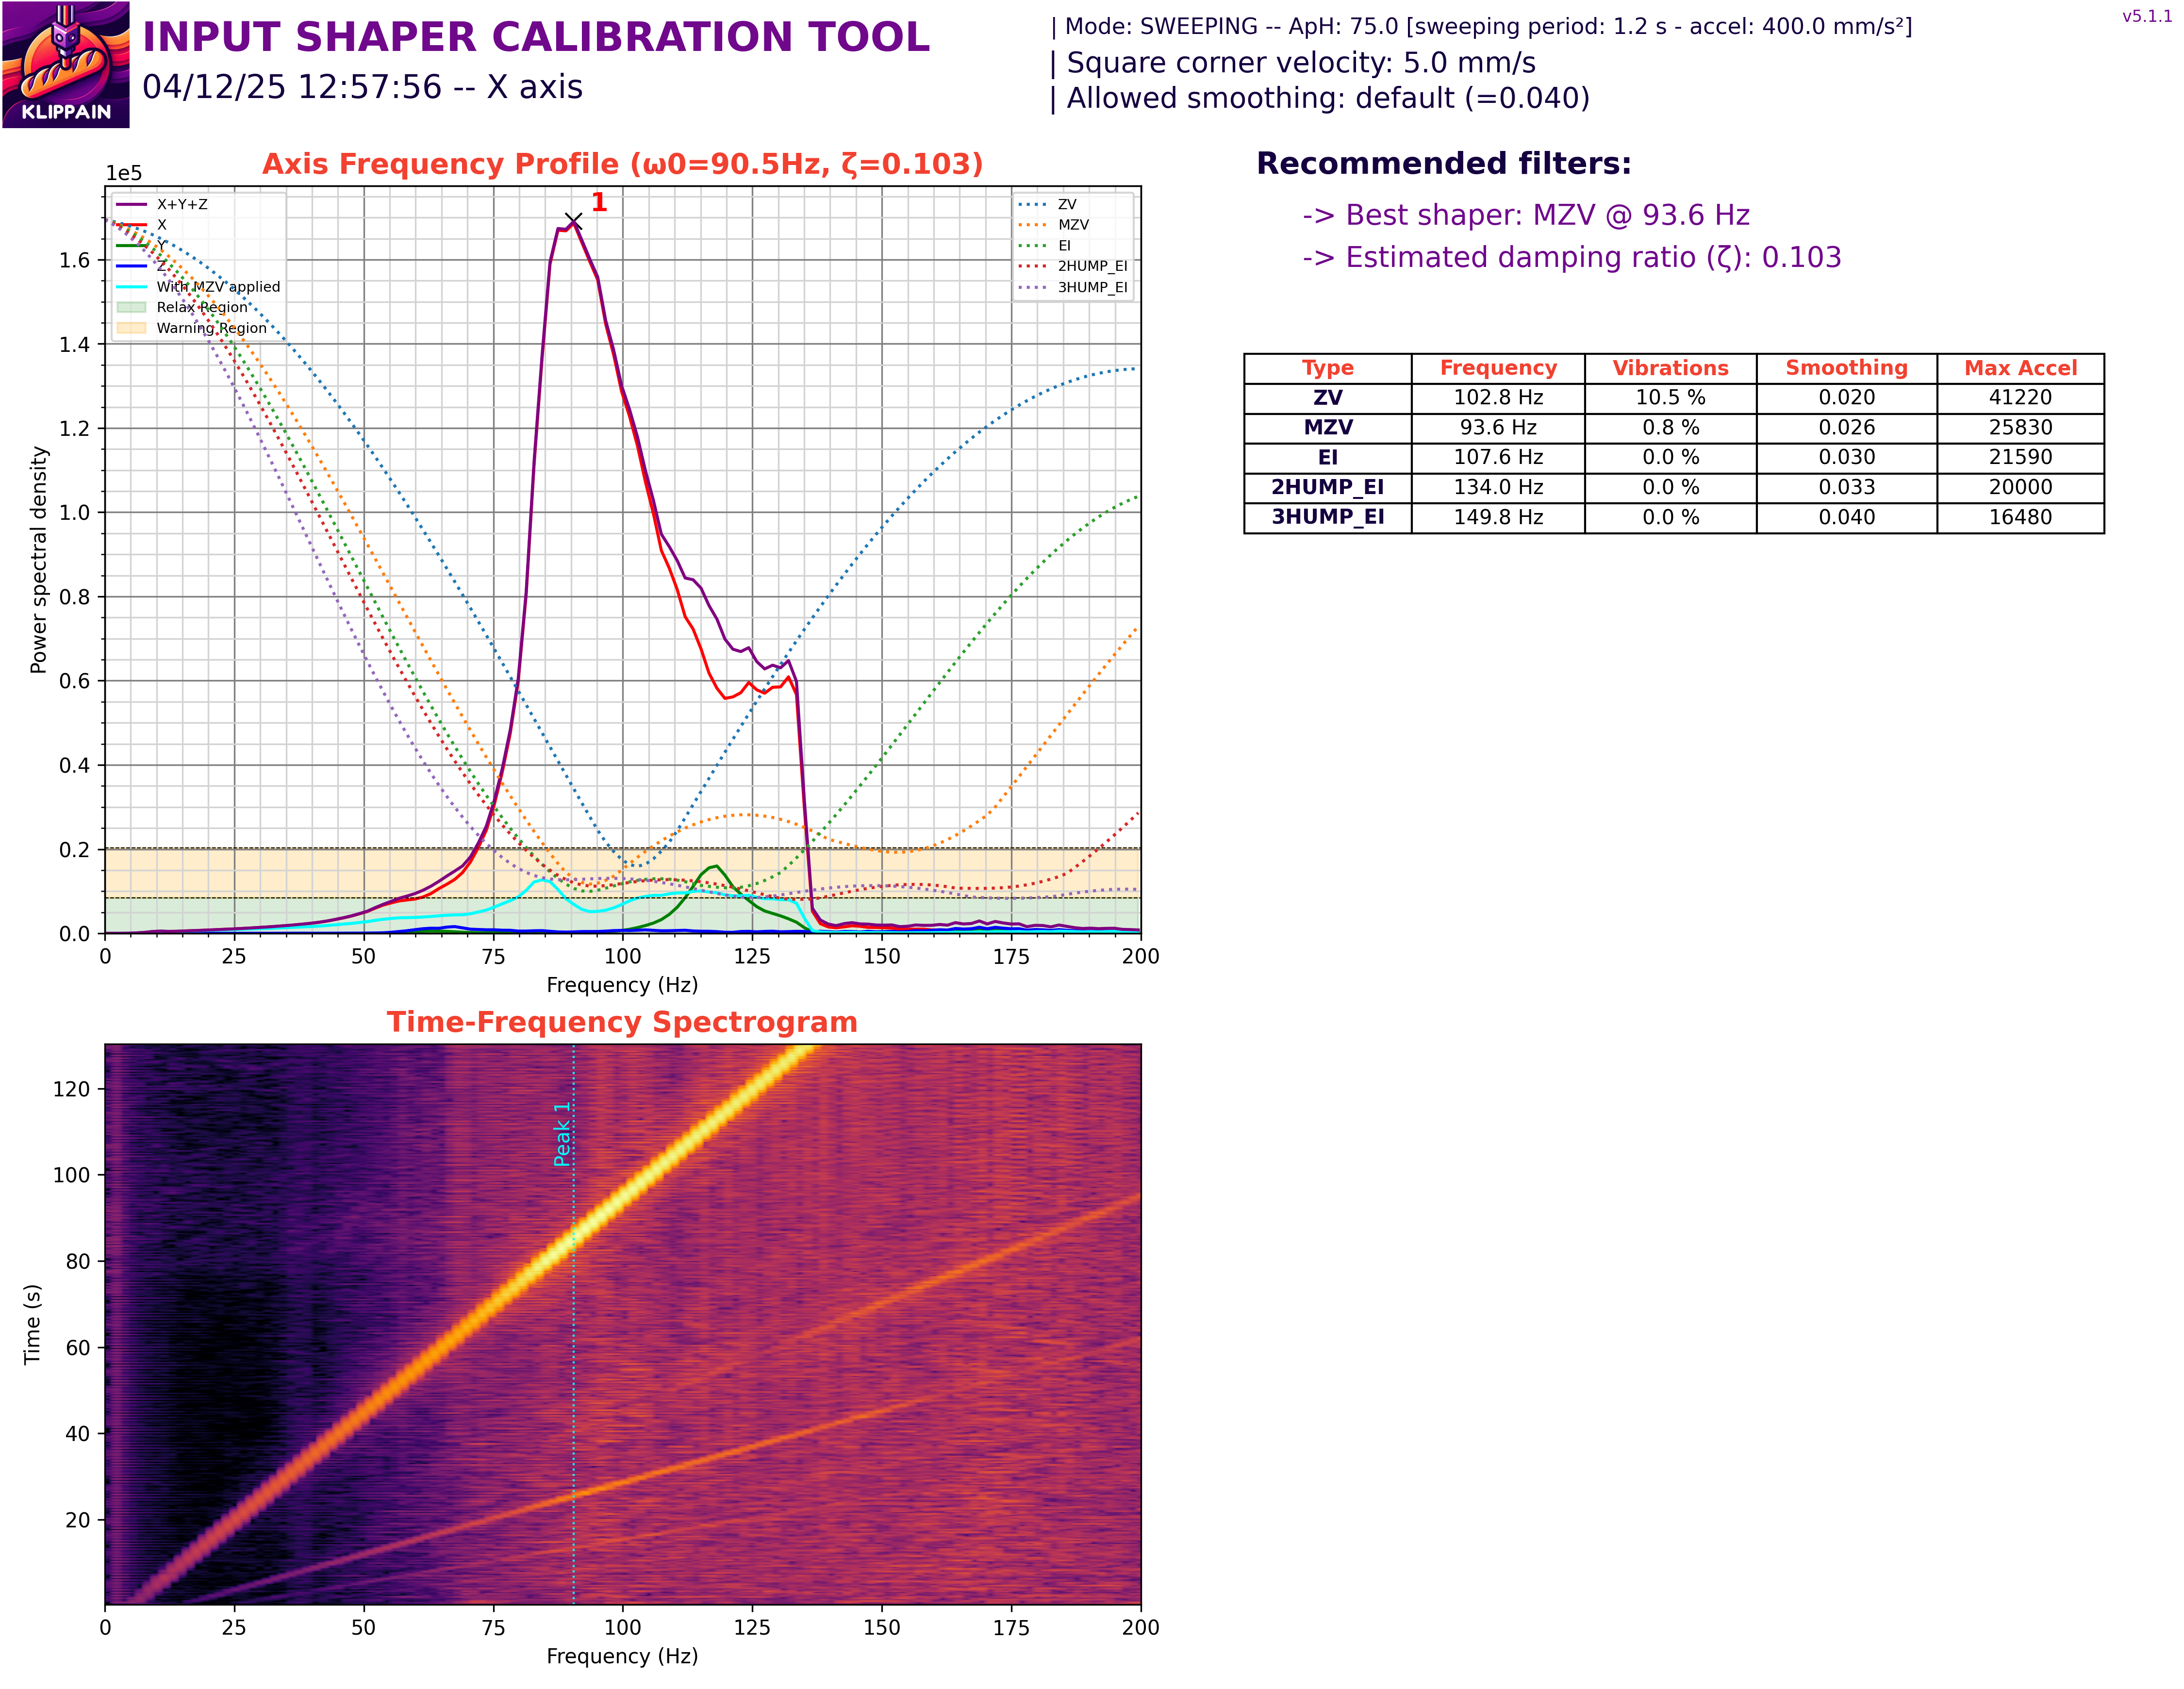 KLIPPAIN
INPUT SHAPER CALIBRATION TOOL
04/12/25 12:57:56 -- X axis
| Mode: SWEEPING -- ApH: 75.0 [sweeping period: 1.2 s - accel: 400.0 mm/s²]
| Square corner velocity: 5.0 mm/s
| Allowed smoothing: default (=0.040)
v5.1.1
Axis Frequency Profile (ω0=90.5Hz, ζ=0.103)
1e5
1
X+Y+Z
X
Y
Z
With MZV applied
Relax Region
Warning Region
ZV
MZV
EI
2HUMP_EI
3HUMP_EI
Power spectral density
1.6
1.4
1.2
1.0
0.8
0.6
0.4
0.2
0.0
0 25 50 75 100 125 150 175 200
Frequency (Hz)
Recommended filters:
-> Best shaper: MZV @ 93.6 Hz
-> Estimated damping ratio (ζ): 0.103
Type Frequency Vibrations Smoothing Max Accel
ZV 102.8 Hz 10.5 % 0.020 41220
MZV 93.6 Hz 0.8 % 0.026 25830
EI 107.6 Hz 0.0 % 0.030 21590
2HUMP_EI 134.0 Hz 0.0 % 0.033 20000
3HUMP_EI 149.8 Hz 0.0 % 0.040 16480
Time-Frequency Spectrogram
Peak 1
Time (s)
120
100
80
60
40
20
0 25 50 75 100 125 150 175 200
Frequency (Hz)